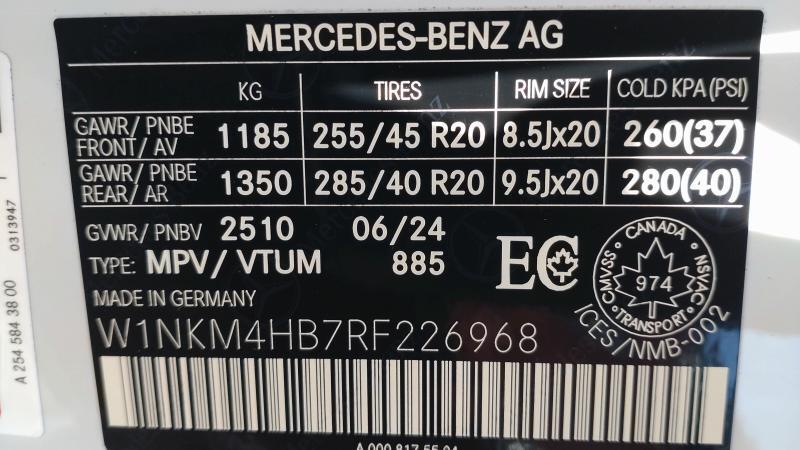 MERCEDES-BENZ AG
KG TIRES RIM SIZE COLD KPA (PSI)
GAWR/ PNBE FRONT/ AV 1185 255/45 R20 8.5Jx20 260(37)
GAWR/ PNBE REAR/ AR 1350 285/40 R20 9.5Jx20 280(40)
GVWR/ PNBV 2510 06/24
TYPE: MPV/ VTUM 885
EC
CANADA
CMVSS NSVAC
974
TRANSPORT
ICES/NMB-002
MADE IN GERMANY
W1NKM4HB7RF226968
A 254 584 38 00
0313947